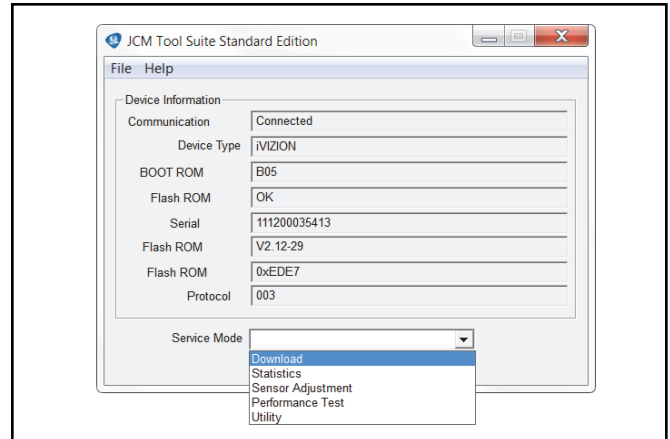 JCM Tool Suite Standard Edition
File Help
Device Information
Communication Connected
Device Type iVIZION
BOOT ROM B05
Flash ROM OK
Serial 111200035413
Flash ROM V2.12-29
Flash ROM 0xEDE7
Protocol 003
Service Mode
Download
Statistics
Sensor Adjustment
Performance Test
Utility